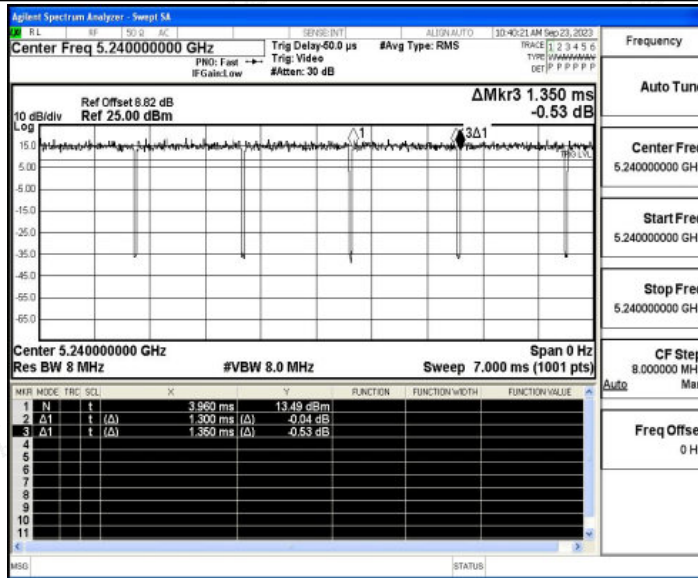 Agilent Spectrum Analyzer - Swept SA
RL RF 50 Ω AC SENSE:INT ALIGN AUTO 10:40:21 AM Sep 23, 2023
Center Freq 5.240000000 GHz
Trig Delay-50.0 µs #Avg Type: RMS TRACE 1 2 3 4 5 6
PNO: Fast Trig: Video TYPE WWWWWW
IFGain:Low #Atten: 30 dB DET P P P P P P
ΔMkr3 1.350 ms
Ref Offset 8.82 dB
10 dB/div Ref 25.00 dBm -0.53 dB
Log
1 3Δ1
15.0
TRIG LVL
5.00
-5.00
-15.0
-25.0
-35.0
-45.0
-55.0
-65.0
Center 5.240000000 GHz Span 0 Hz
Res BW 8 MHz #VBW 8.0 MHz Sweep 7.000 ms (1001 pts)
MKR MODE TRC SCL X Y FUNCTION FUNCTION WIDTH FUNCTION VALUE
1 N t 3.960 ms 13.49 dBm
2 Δ1 t (Δ) 1.300 ms (Δ) -0.04 dB
3 Δ1 t (Δ) 1.350 ms (Δ) -0.53 dB
4
5
6
7
8
9
10
11
MSG STATUS
Frequency
Auto Tun
Center Fre
5.240000000 GH
Start Fre
5.240000000 GH
Stop Fre
5.240000000 GH
CF Step
8.000000 MH
Auto Ma
Freq Offse
0 H